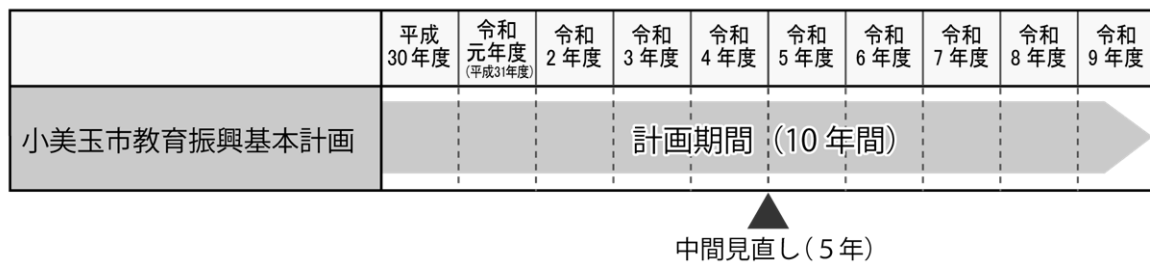 平成
30年度
令和
元年度
(平成31年度)
令和
2年度
令和
3年度
令和
4年度
令和
5年度
令和
6年度
令和
7年度
令和
8年度
令和
9年度
小美玉市教育振興基本計画
計画期間（10年間）
中間見直し（5年）